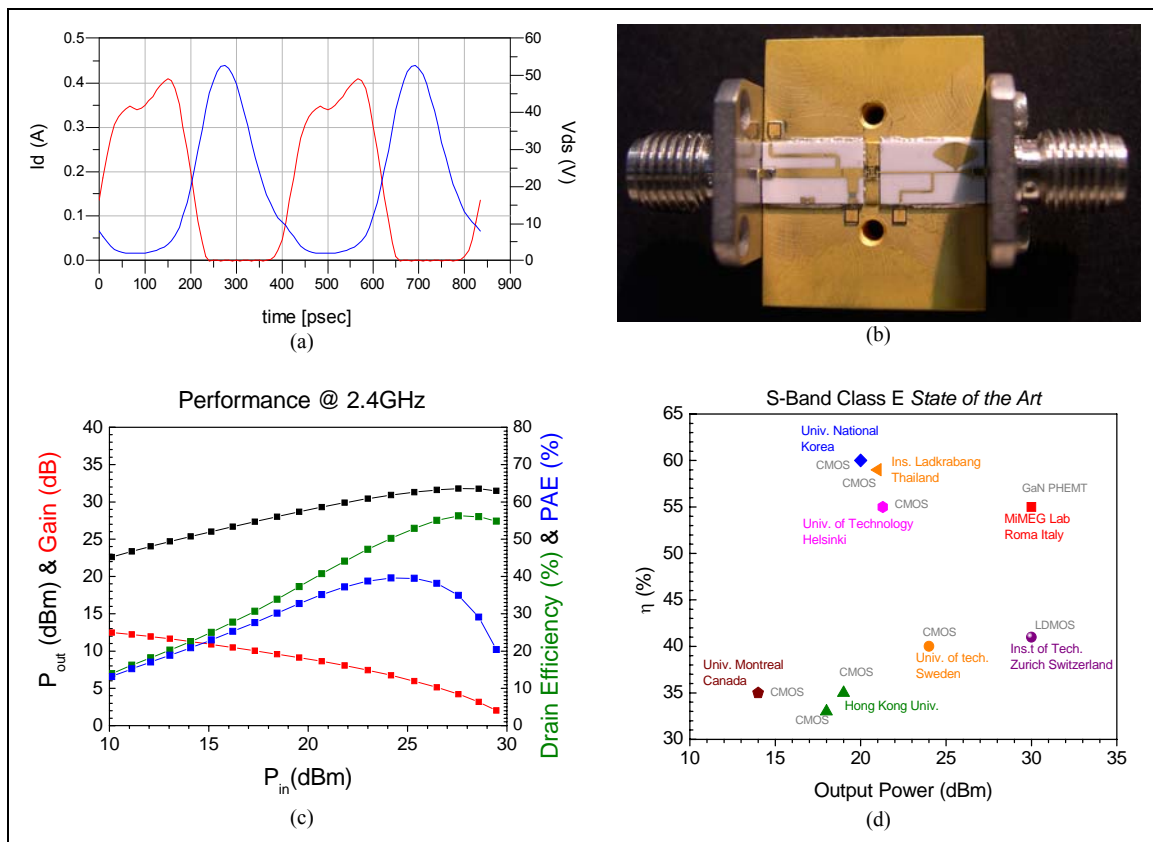 0.5
0.4
0.3
0.2
0.1
0.0
Id (A)
60
50
40
30
20
10
0
Vds (V)
0 100 200 300 400 500 600 700 800 900
time [psec]
(a)
(b)
Performance @ 2.4GHz
40
35
30
25
20
15
10
5
0
P_out (dBm) & Gain (dB)
80
70
60
50
40
30
20
10
0
Drain Efficiency (%) & PAE (%)
10 15 20 25 30
P_in (dBm)
(c)
S-Band Class E State of the Art
65
60
55
50
45
40
35
30
η (%)
Univ. National
Korea
CMOS
Ins. Ladkrabang
Thailand
CMOS
CMOS
Univ. of Technology
Helsinki
GaN PHEMT
MiMEG Lab
Roma Italy
LDMOS
Ins.t of Tech.
Zurich Switzerland
CMOS
Univ. of tech.
Sweden
Univ. Montreal
Canada
CMOS
CMOS
Hong Kong Univ.
CMOS
10 15 20 25 30 35
Output Power (dBm)
(d)